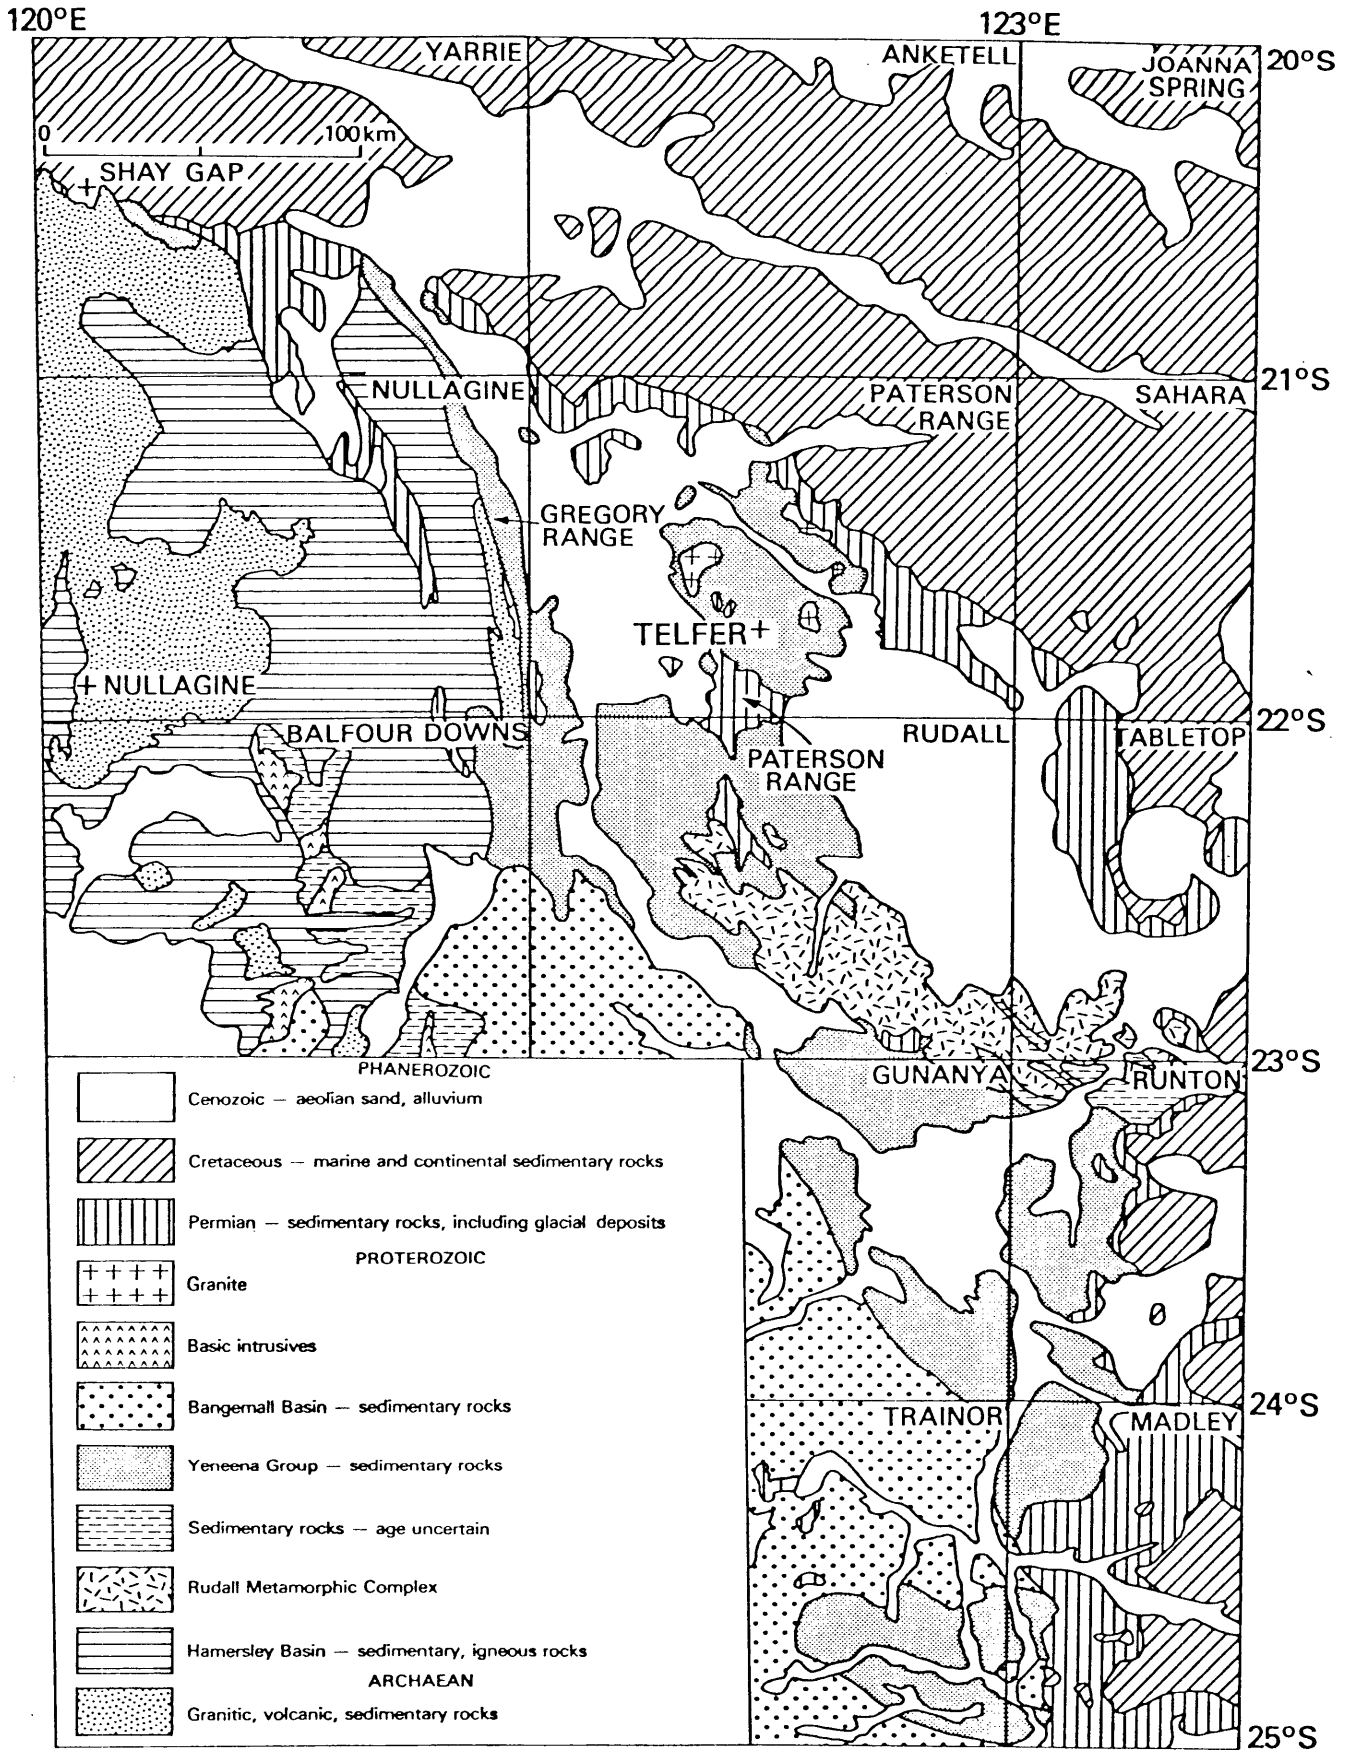 120°E
123°E
YARRIE
ANKETELL
JOANNA
SPRING
20°S
0
100km
SHAY GAP
NULLAGINE
PATERSON
RANGE
SAHARA
21°S
GREGORY
RANGE
TELFER
NULLAGINE
BALFOUR DOWNS
RUDALL
TABLETOP
22°S
PATERSON
RANGE
GUNANYA
RUNTON
23°S
PHANEROZOIC
Cenozoic — aeolian sand, alluvium
Cretaceous — marine and continental sedimentary rocks
Permian — sedimentary rocks, including glacial deposits
PROTEROZOIC
Granite
Basic intrusives
Bangemall Basin — sedimentary rocks
Yeneena Group — sedimentary rocks
Sedimentary rocks — age uncertain
Rudall Metamorphic Complex
Hamersley Basin — sedimentary, igneous rocks
ARCHAEAN
Granitic, volcanic, sedimentary rocks
24°S
TRAINOR
MADLEY
25°S